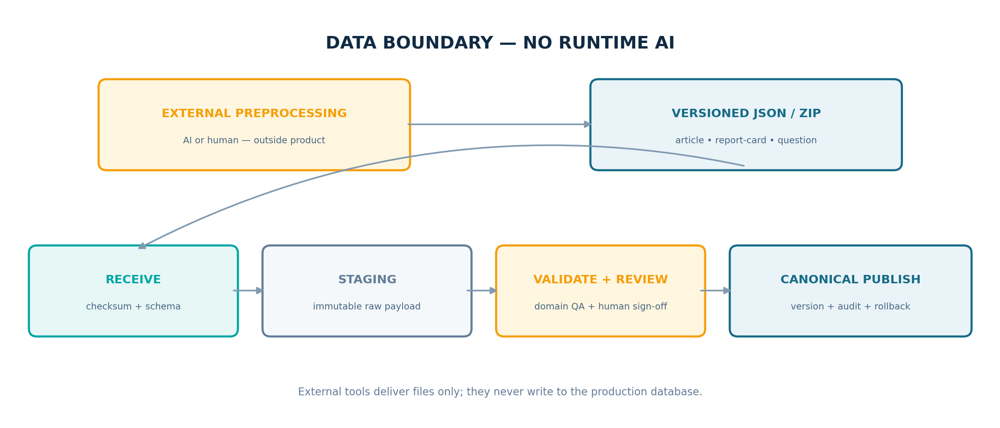 DATA BOUNDARY — NO RUNTIME AI
EXTERNAL PREPROCESSING
AI or human — outside product
VERSIONED JSON / ZIP
article • report-card • question
RECEIVE
checksum + schema
STAGING
immutable raw payload
VALIDATE + REVIEW
domain QA + human sign-off
CANONICAL PUBLISH
version + audit + rollback
External tools deliver files only; they never write to the production database.